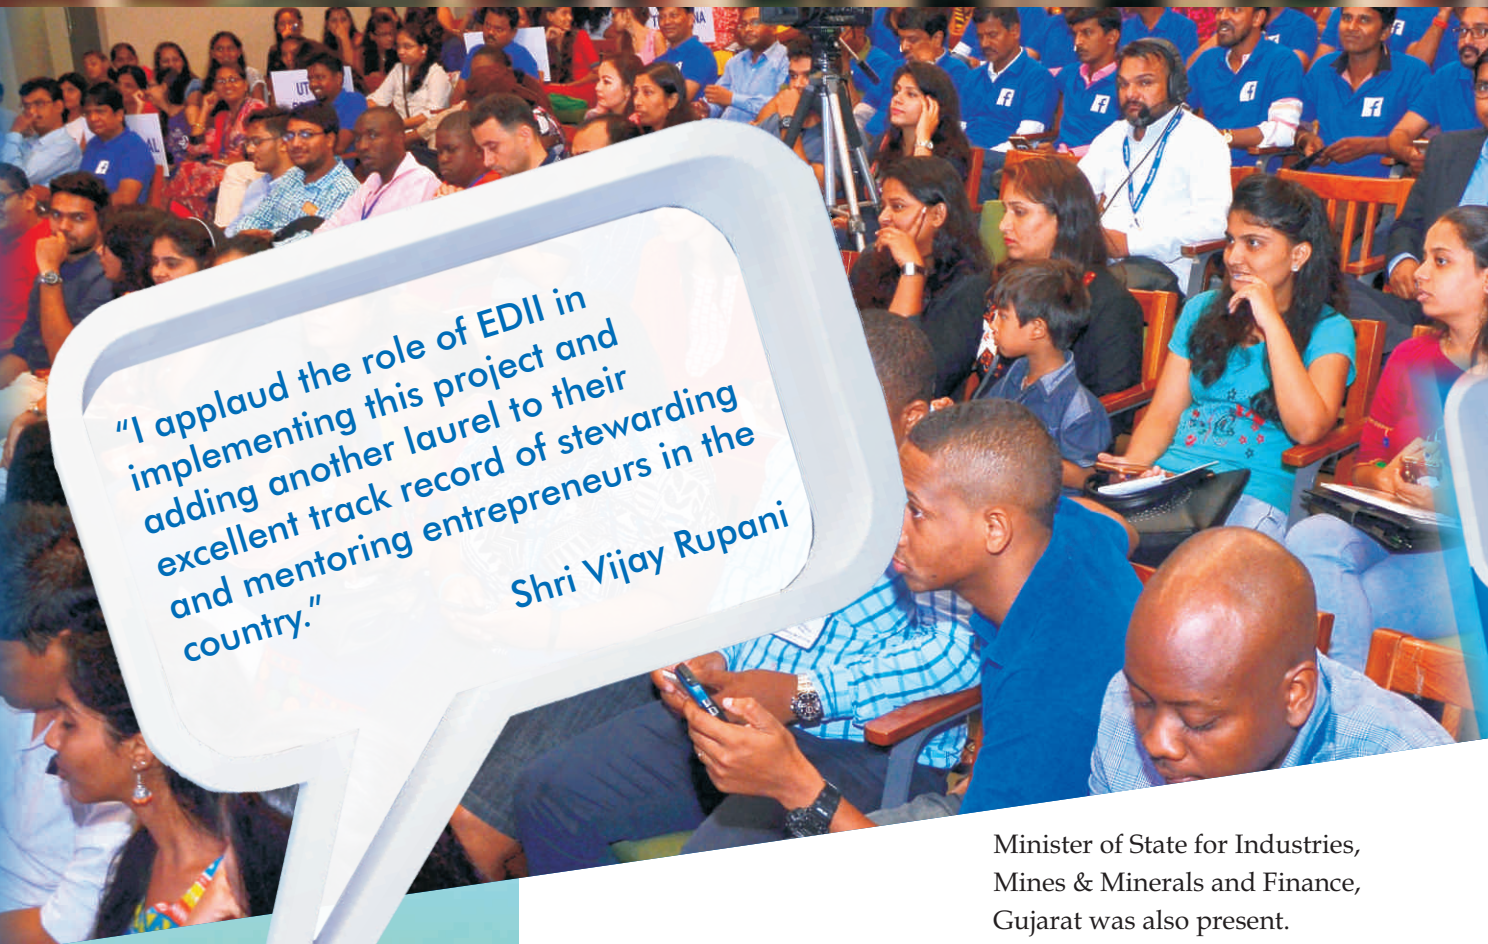 "I applaud the role of EDII in
implementing this project and
adding another laurel to their
excellent track record of stewarding
and mentoring entrepreneurs in the
country."
Shri Vijay Rupani
Minister of State for Industries,
Mines & Minerals and Finance,
Gujarat was also present.